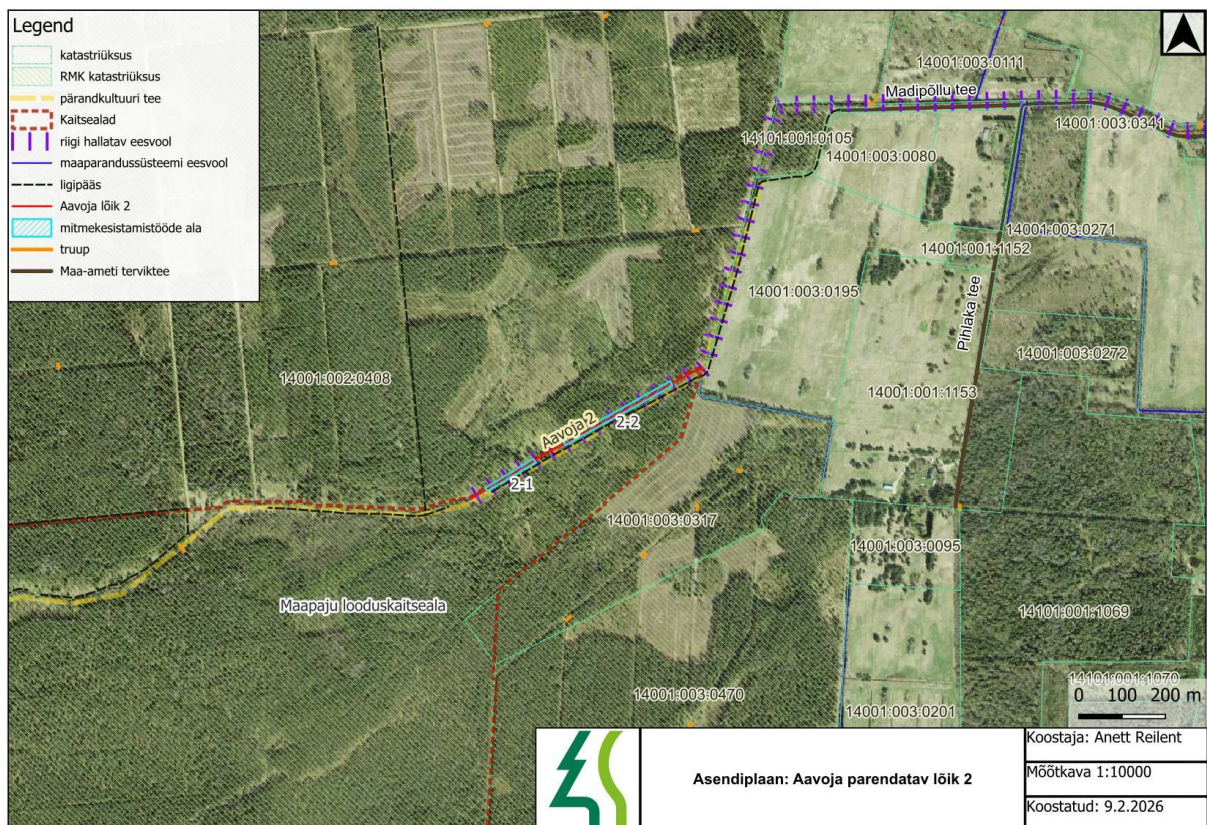 Legend
katastriüksus
RMK katastriüksus
pärandkultuuri tee
Kaitsealad
riigi hallatav eesvool
maaparandussüsteemi eesvool
ligipääs
Aavoja lõik 2
mitmekesistamistööde ala
truup
Maa-ameti terviktee
14001:003:0111
Madipõllu tee
14001:003:0341
14101:001:0105
14001:003:0080
14001:003:0271
14001:001:1152
14001:003:0195
Pihlaka tee
14001:003:0272
14001:002:0408
14001:001:1153
Aavoja 2
2-2
2-1
14001:003:0317
14001:003:0095
Maapaju looduskaitseala
14101:001:1069
14101:001:1070
14001:003:0470
14001:003:0201
0 100 200 m
Asendiplaan: Aavoja parendatav lõik 2
Koostaja: Anett Reilent
Mõõtkava 1:10000
Koostatud: 9.2.2026